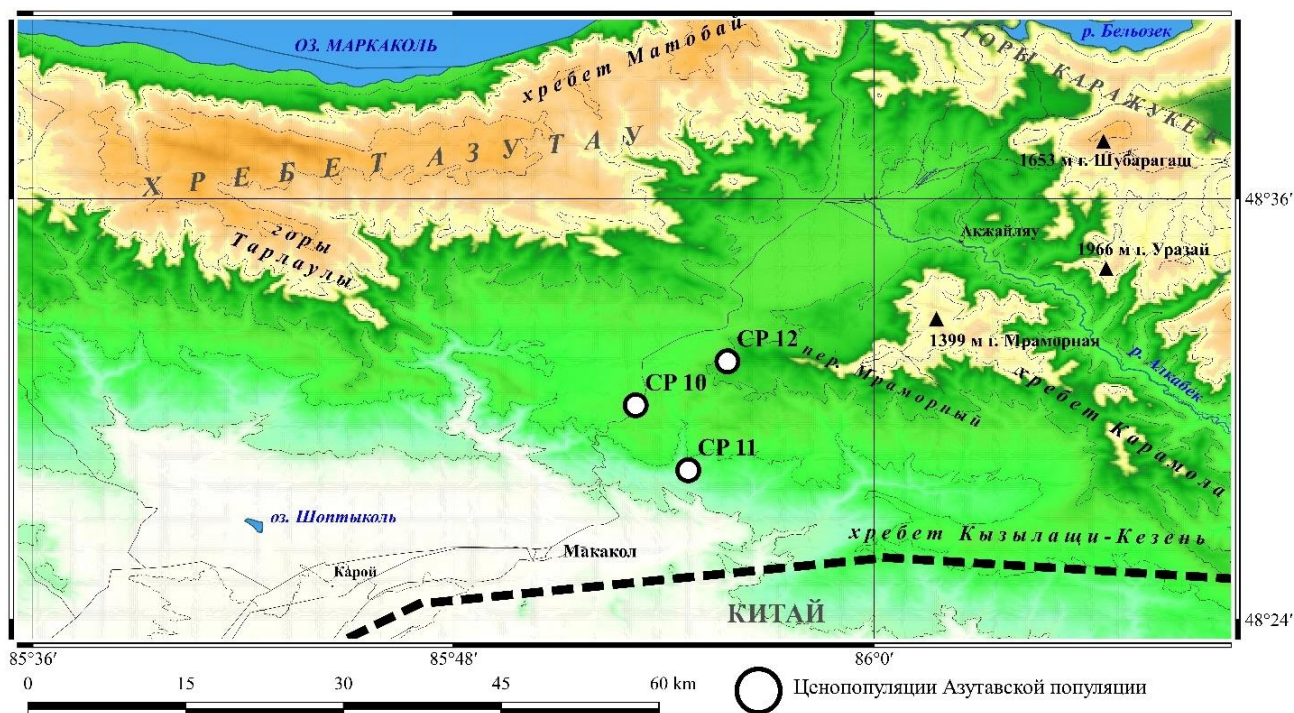 ОЗ. МАРКАКОЛЬ
хребет Матобай
р. Бельозек
ГОРЫ КАРАЖУКЕК
1653 м г. Шубарагаш
ХРЕБЕТ АЗУТАУ
48°36'
горы
Тарлаулы
Акжайляу
1966 м г. Уразай
1399 м г. Мраморная
СР 12
пер. Мраморный
р. Алкабек
СР 10
хребет Карамола
СР 11
оз. Шоптыколь
хребет Кызылащи-Кезень
Макакол
Карой
КИТАЙ
48°24'
85°36'
85°48'
86°0'
0 15 30 45 60 km
Ценопопуляции Азутавской популяции